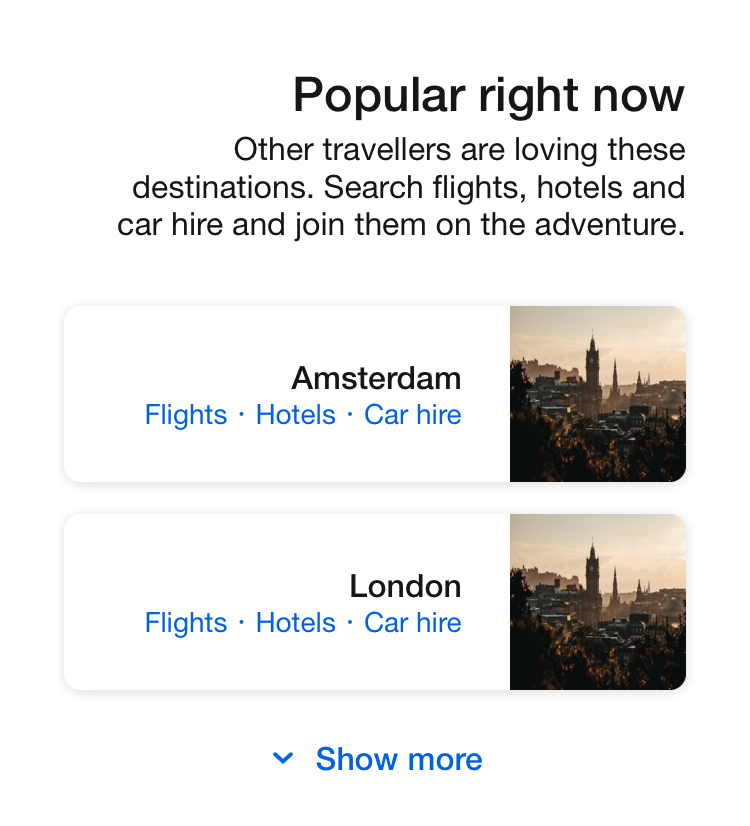 Popular right now
Other travellers are loving these
destinations. Search flights, hotels and
car hire and join them on the adventure.
Amsterdam
Flights · Hotels · Car hire
London
Flights · Hotels · Car hire
Show more